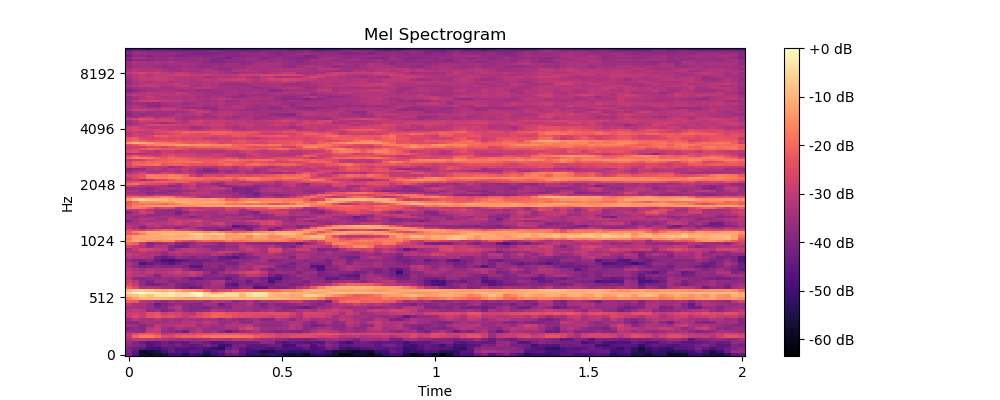 Mel Spectrogram
+0 dB
8192
-10 dB
4096
-20 dB
2048
-30 dB
Hz
1024
-40 dB
512
-50 dB
0
-60 dB
0 0.5 1 1.5 2
Time